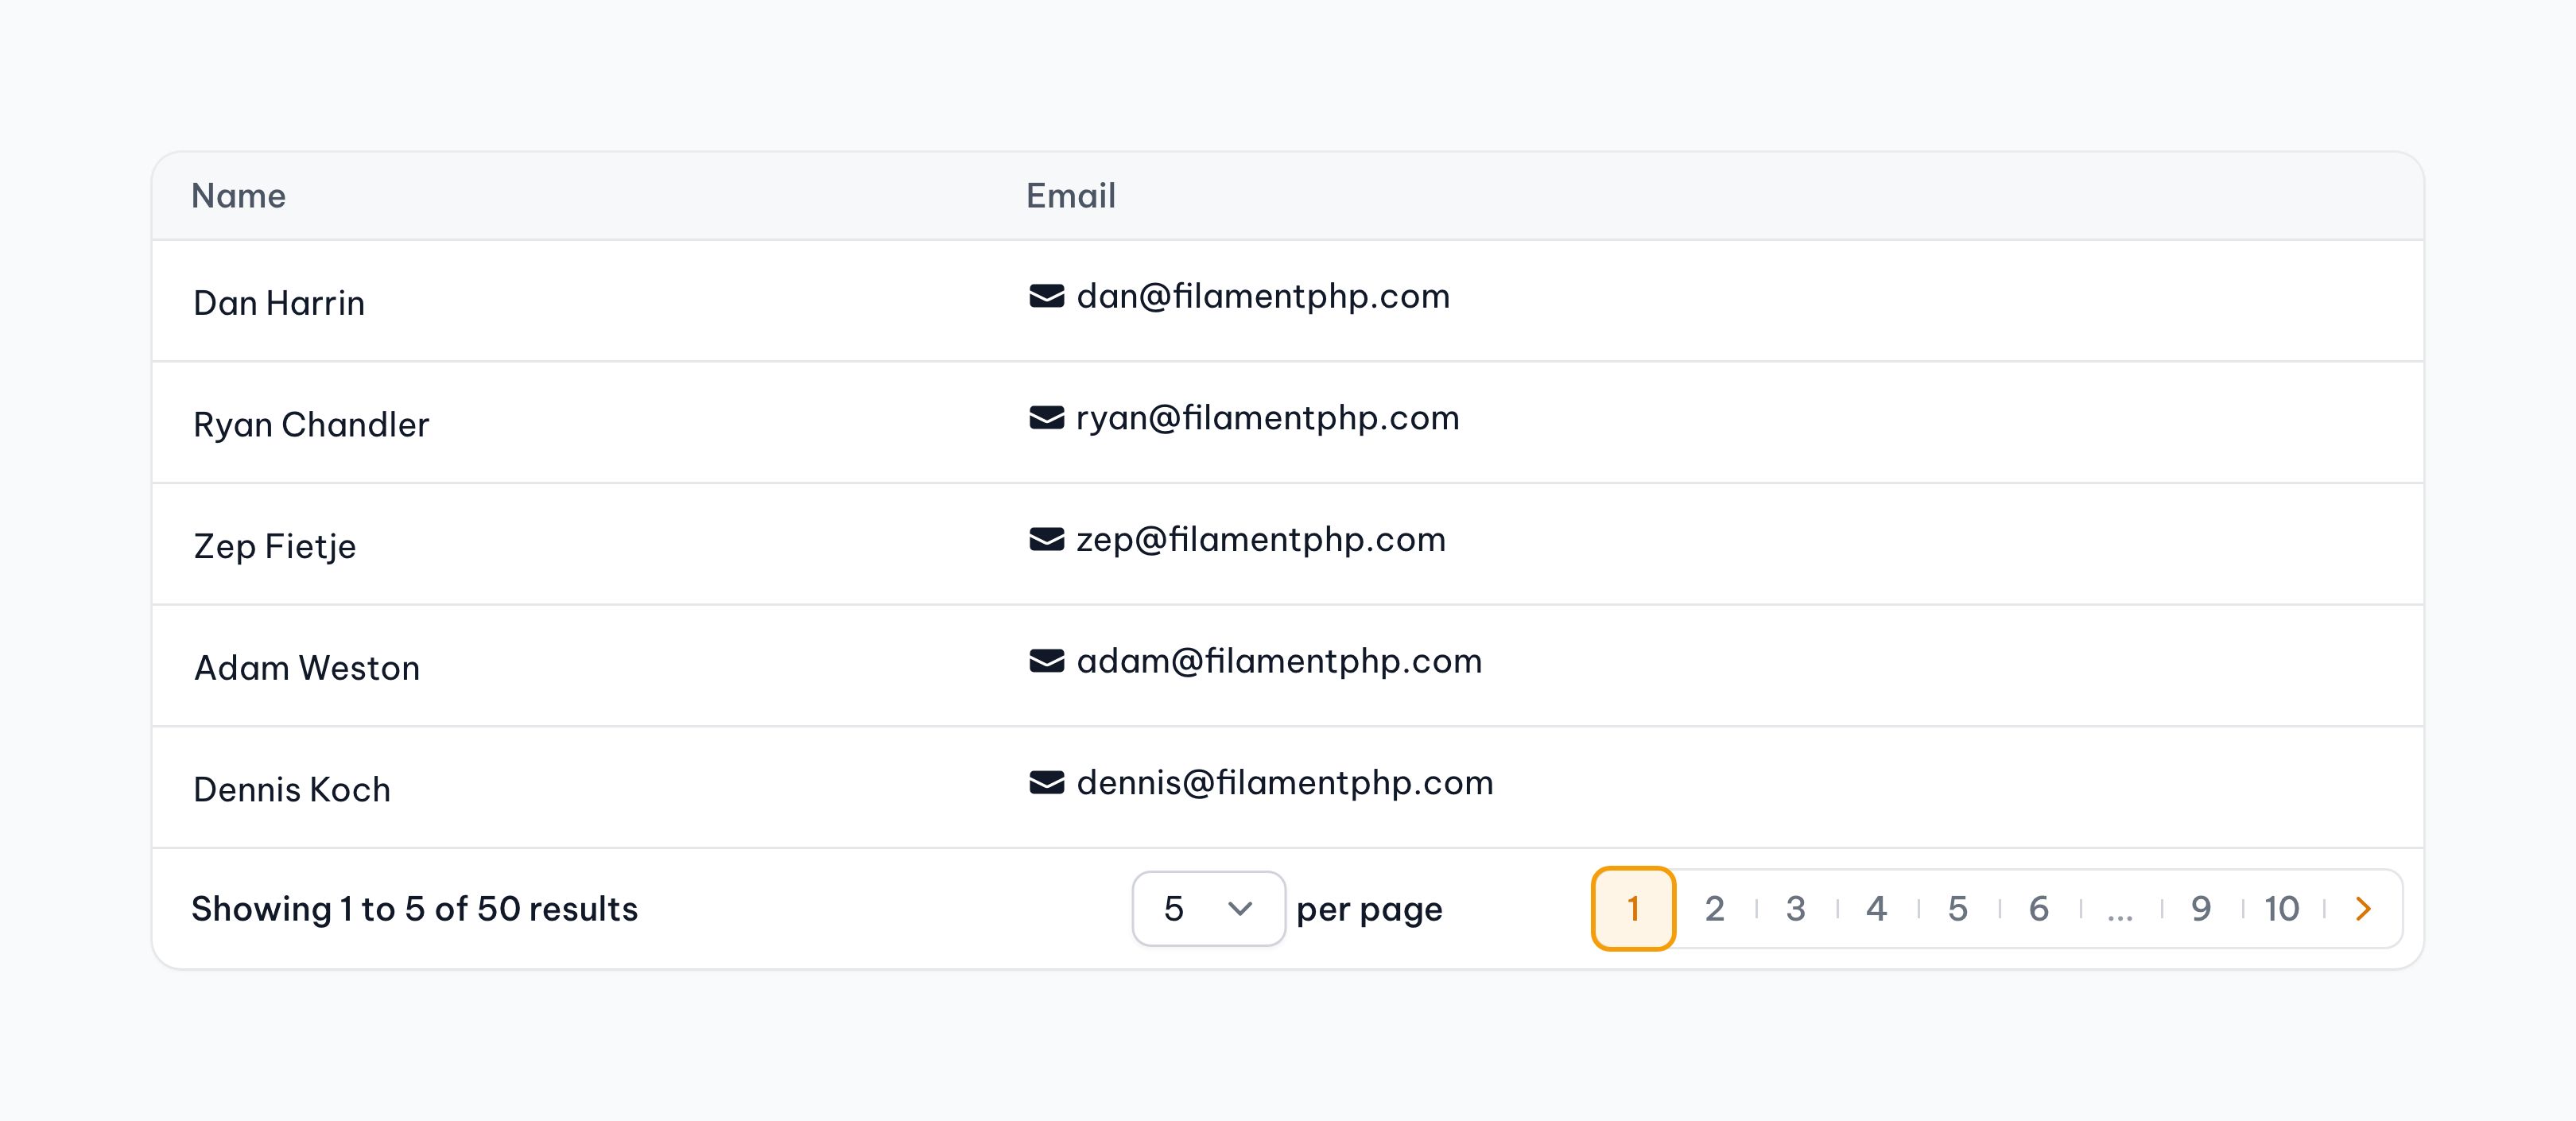 Name Email
Dan Harrin dan@filamentphp.com
Ryan Chandler ryan@filamentphp.com
Zep Fietje zep@filamentphp.com
Adam Weston adam@filamentphp.com
Dennis Koch dennis@filamentphp.com
Showing 1 to 5 of 50 results 5 per page 1 2 3 4 5 6 ... 9 10